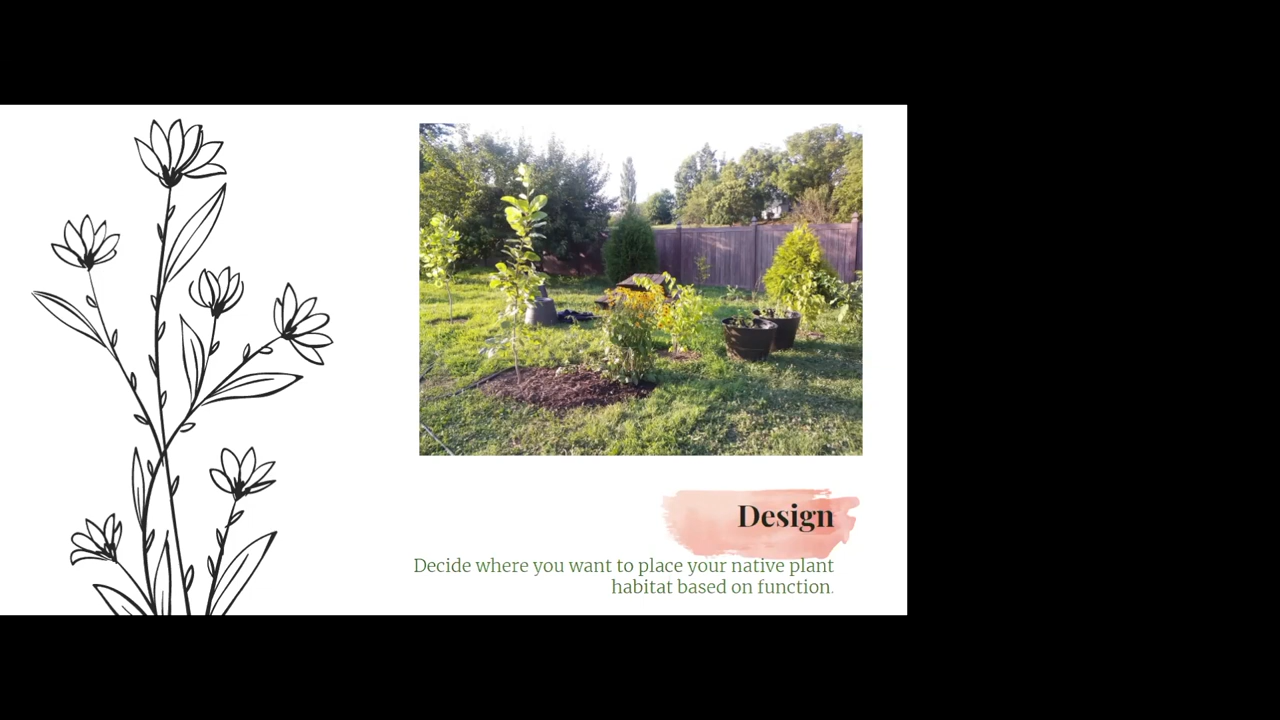 Design
Decide where you want to place your native plant
habitat based on function.